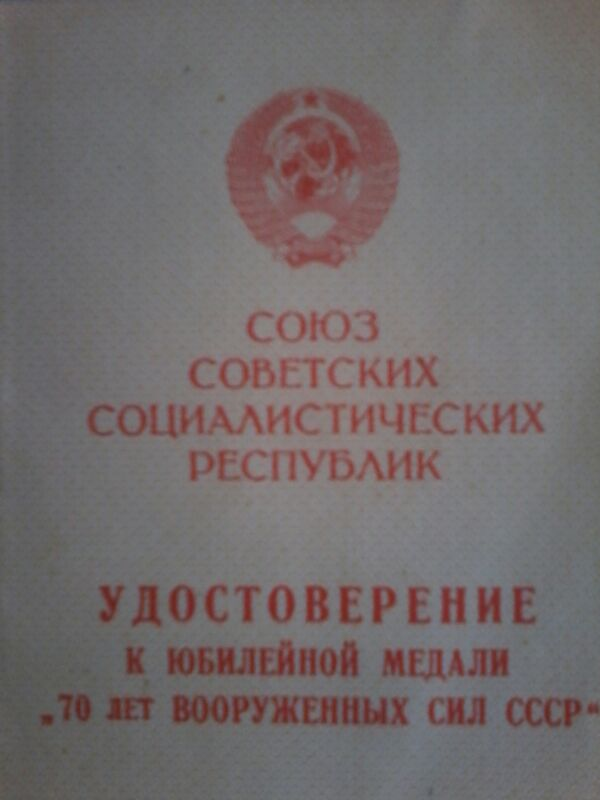 СОЮЗ
СОВЕТСКИХ
СОЦИАЛИСТИЧЕСКИХ
РЕСПУБЛИК
УДОСТОВЕРЕНИЕ
К ЮБИЛЕЙНОЙ МЕДАЛИ
„70 лет ВООРУЖЕННЫХ СИЛ СССР“